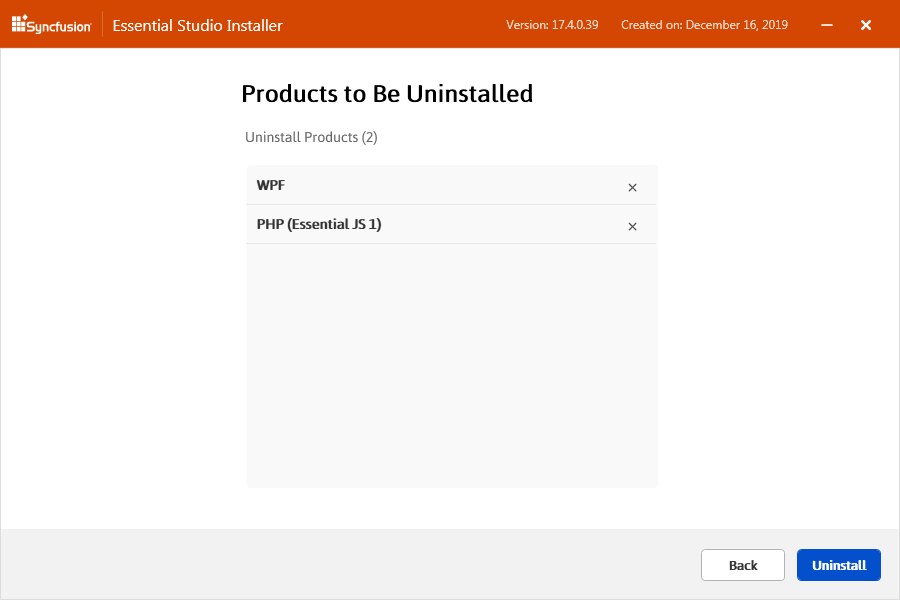 Syncfusion Essential Studio Installer Version: 17.4.0.39 Created on: December 16, 2019
Products to Be Uninstalled
Uninstall Products (2)
WPF
PHP (Essential JS 1)
Back Uninstall